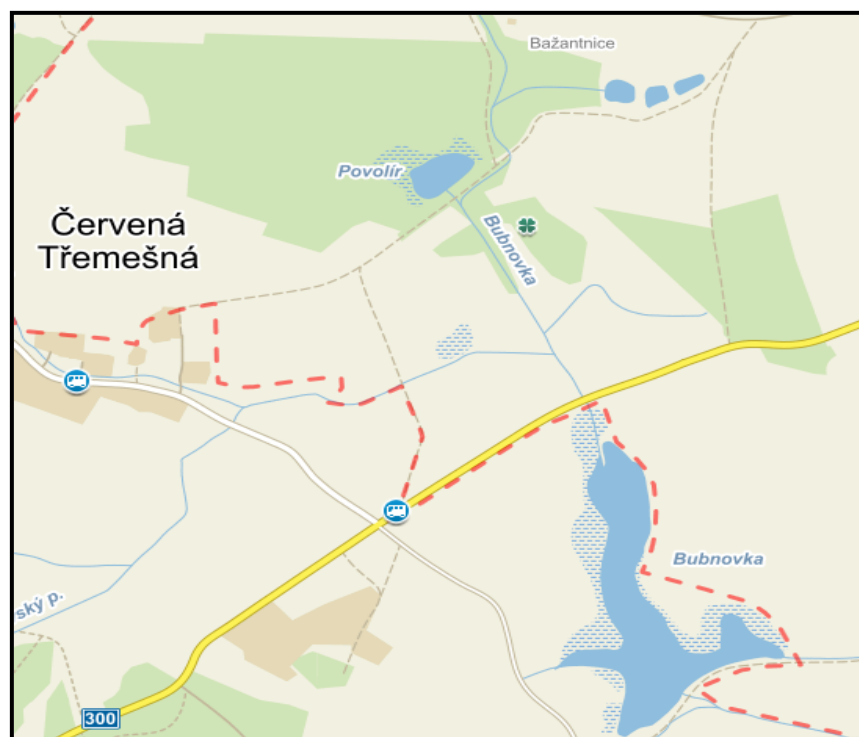 Bažantnice
Povolír
Bubnovka
Červená
Třemešná
Bubnovka
ský p.
300